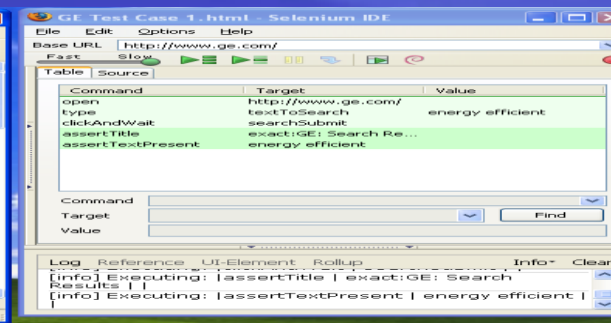 GE Test Case 1.html - Selenium IDE
File Edit Options Help
Base URL http://www.ge.com/
Fast Slow
Table Source
Command Target Value
open http://www.ge.com/
type textToSearch energy efficient
clickAndWait searchSubmit
assertTitle exact:GE: Search Re...
assertTextPresent energy efficient
Command
Target Find
Value
Log Reference UI-Element Rollup Info Clear
[info] Executing: |assertTitle | exact:GE: Search
Results | |
[info] Executing: |assertTextPresent | energy efficient |
|